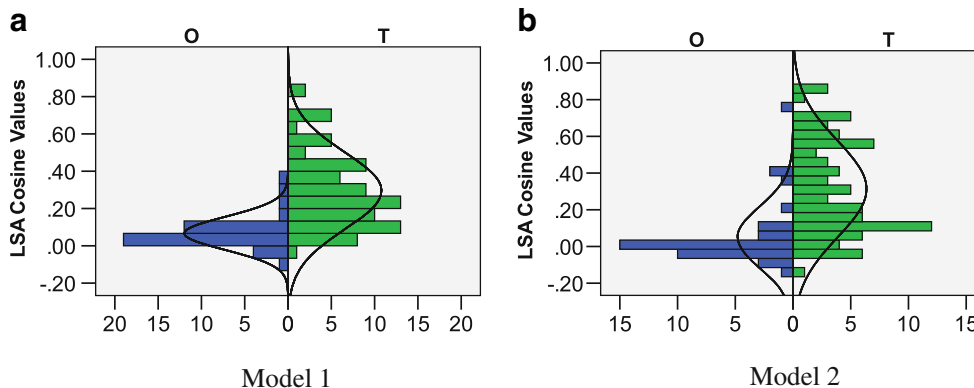 a
O T
LSA Cosine Values
1.00
.80
.60
.40
.20
.00
-.20
20 15 10 5 0 5 10 15 20
Model 1
b
O T
LSA Cosine Values
1.00
.80
.60
.40
.20
.00
-.20
15 10 5 0 5 10 15
Model 2